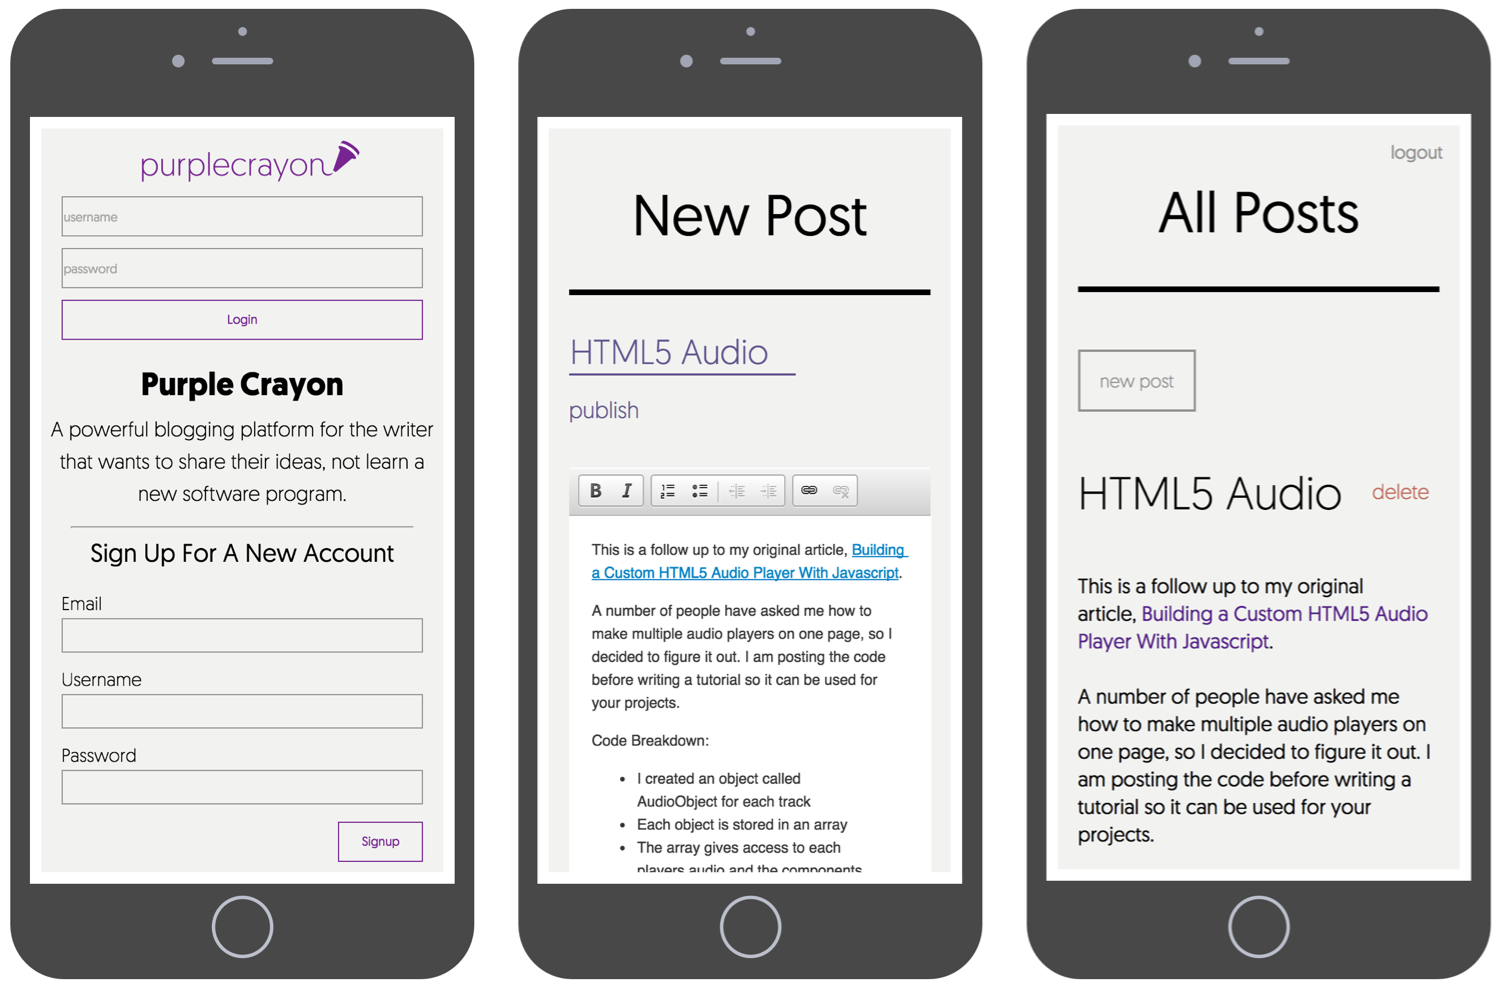 purplecrayon
username
password
Login
Purple Crayon
A powerful blogging platform for the writer
that wants to share their ideas, not learn a
new software program.
Sign Up For A New Account
Email
Username
Password
Signup
New Post
HTML5 Audio
publish
B I
This is a follow up to my original article, Building
a Custom HTML5 Audio Player With Javascript.
A number of people have asked me how to
make multiple audio players on one page, so I
decided to figure it out. I am posting the code
before writing a tutorial so it can be used for
your projects.
Code Breakdown:
• I created an object called
AudioObject for each track
• Each object is stored in an array
• The array gives access to each
players audio and the components
logout
All Posts
new post
HTML5 Audio delete
This is a follow up to my original
article, Building a Custom HTML5 Audio
Player With Javascript.
A number of people have asked me
how to make multiple audio players on
one page, so I decided to figure it out. I
am posting the code before writing a
tutorial so it can be used for your
projects.